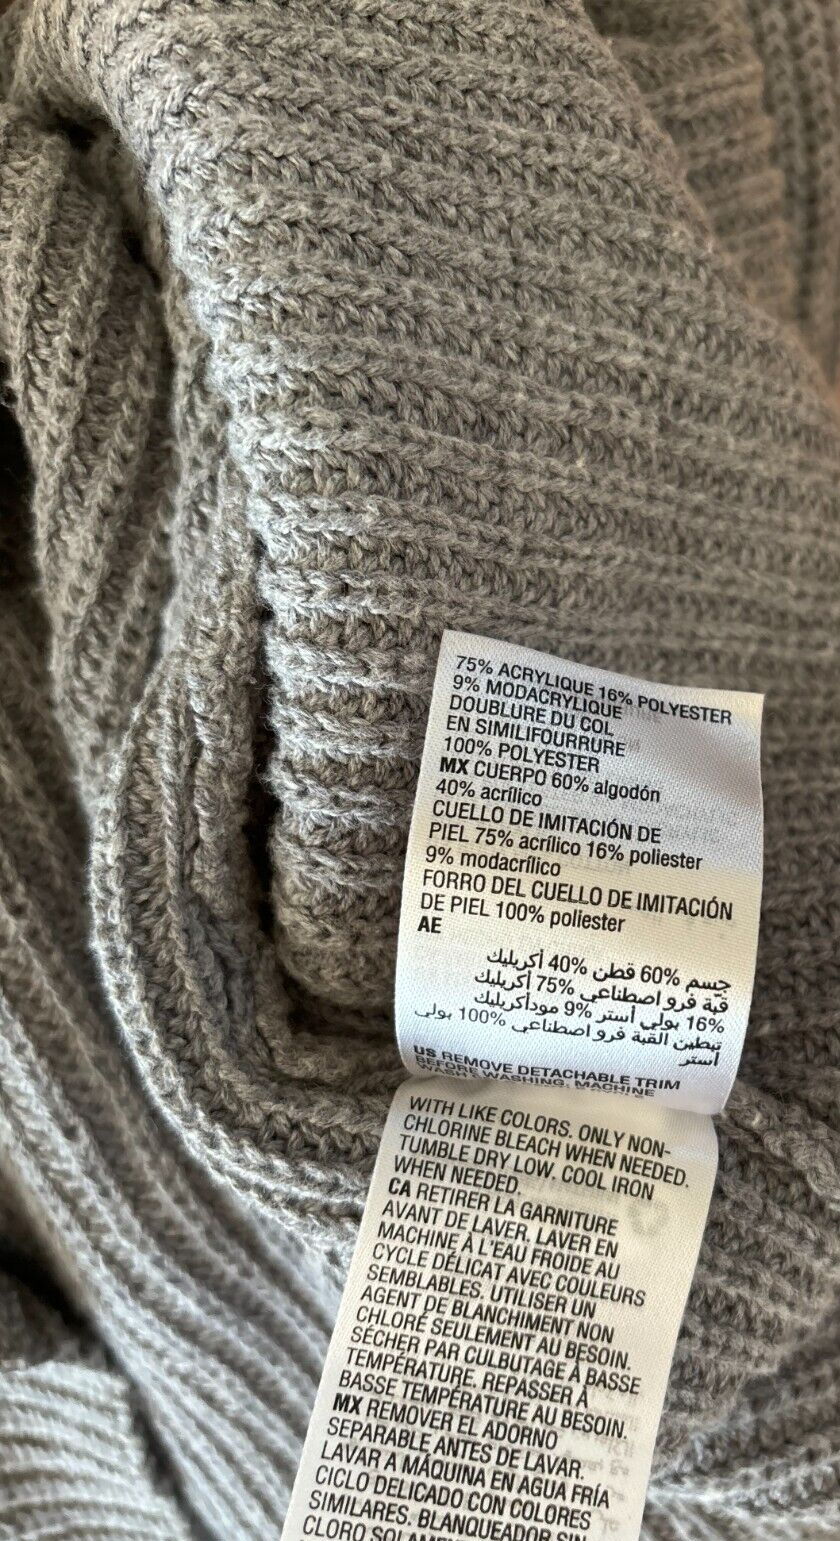 75% ACRYLIQUE 16% POLYESTER
9% MODACRYLIQUE
DOUBLURE DU COL
EN SIMILIFOURRURE
100% POLYESTER
MX CUERPO 60% algodón
40% acrílico
CUELLO DE IMITACIÓN DE
PIEL 75% acrílico 16% poliester
9% modacrílico
FORRO DEL CUELLO DE IMITACIÓN
DE PIEL 100% poliester
AE
جسم 60% قطن 40% أكريليك
قبة فرو اصطناعي 75% أكريليك
16% بولي أستر 9% مودأكريليك
تبطين القبة فرو اصطناعي 100% بولي
أستر
US REMOVE DETACHABLE TRIM
BEFORE WASHING. MACHINE
WITH LIKE COLORS. ONLY NON-
CHLORINE BLEACH WHEN NEEDED.
TUMBLE DRY LOW. COOL IRON
WHEN NEEDED.
CA RETIRER LA GARNITURE
AVANT DE LAVER. LAVER EN
MACHINE À L'EAU FROIDE AU
CYCLE DÉLICAT AVEC COULEURS
SEMBLABLES. UTILISER UN
AGENT DE BLANCHIMENT NON
CHLORÉ SEULEMENT AU BESOIN.
SÉCHER PAR CULBUTAGE À BASSE
TEMPÉRATURE. REPASSER À
BASSE TEMPÉRATURE AU BESOIN.
MX REMOVER EL ADORNO
SEPARABLE ANTES DE LAVAR.
LAVAR A MÁQUINA EN AGUA FRÍA
CICLO DELICADO CON COLORES
SIMILARES. BLANQUEADOR SIN
CLORO